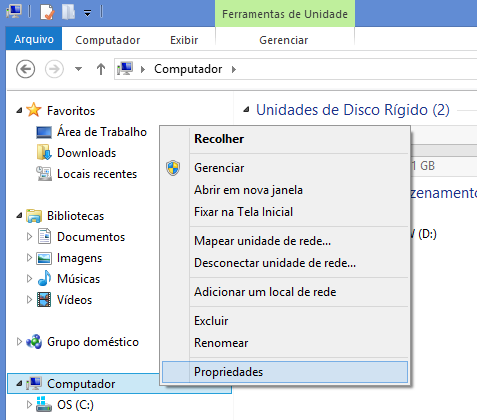 Ferramentas de Unidade
Arquivo Computador Exibir Gerenciar
Computador
Favoritos
Área de Trabalho
Downloads
Locais recentes
Bibliotecas
Documentos
Imagens
Músicas
Vídeos
Grupo doméstico
Computador
OS (C:)
Unidades de Disco Rígido (2)
Recolher
Gerenciar
Abrir em nova janela
Fixar na Tela Inicial
Mapear unidade de rede...
Desconectar unidade de rede...
Adicionar um local de rede
Excluir
Renomear
Propriedades
GB
(D:)